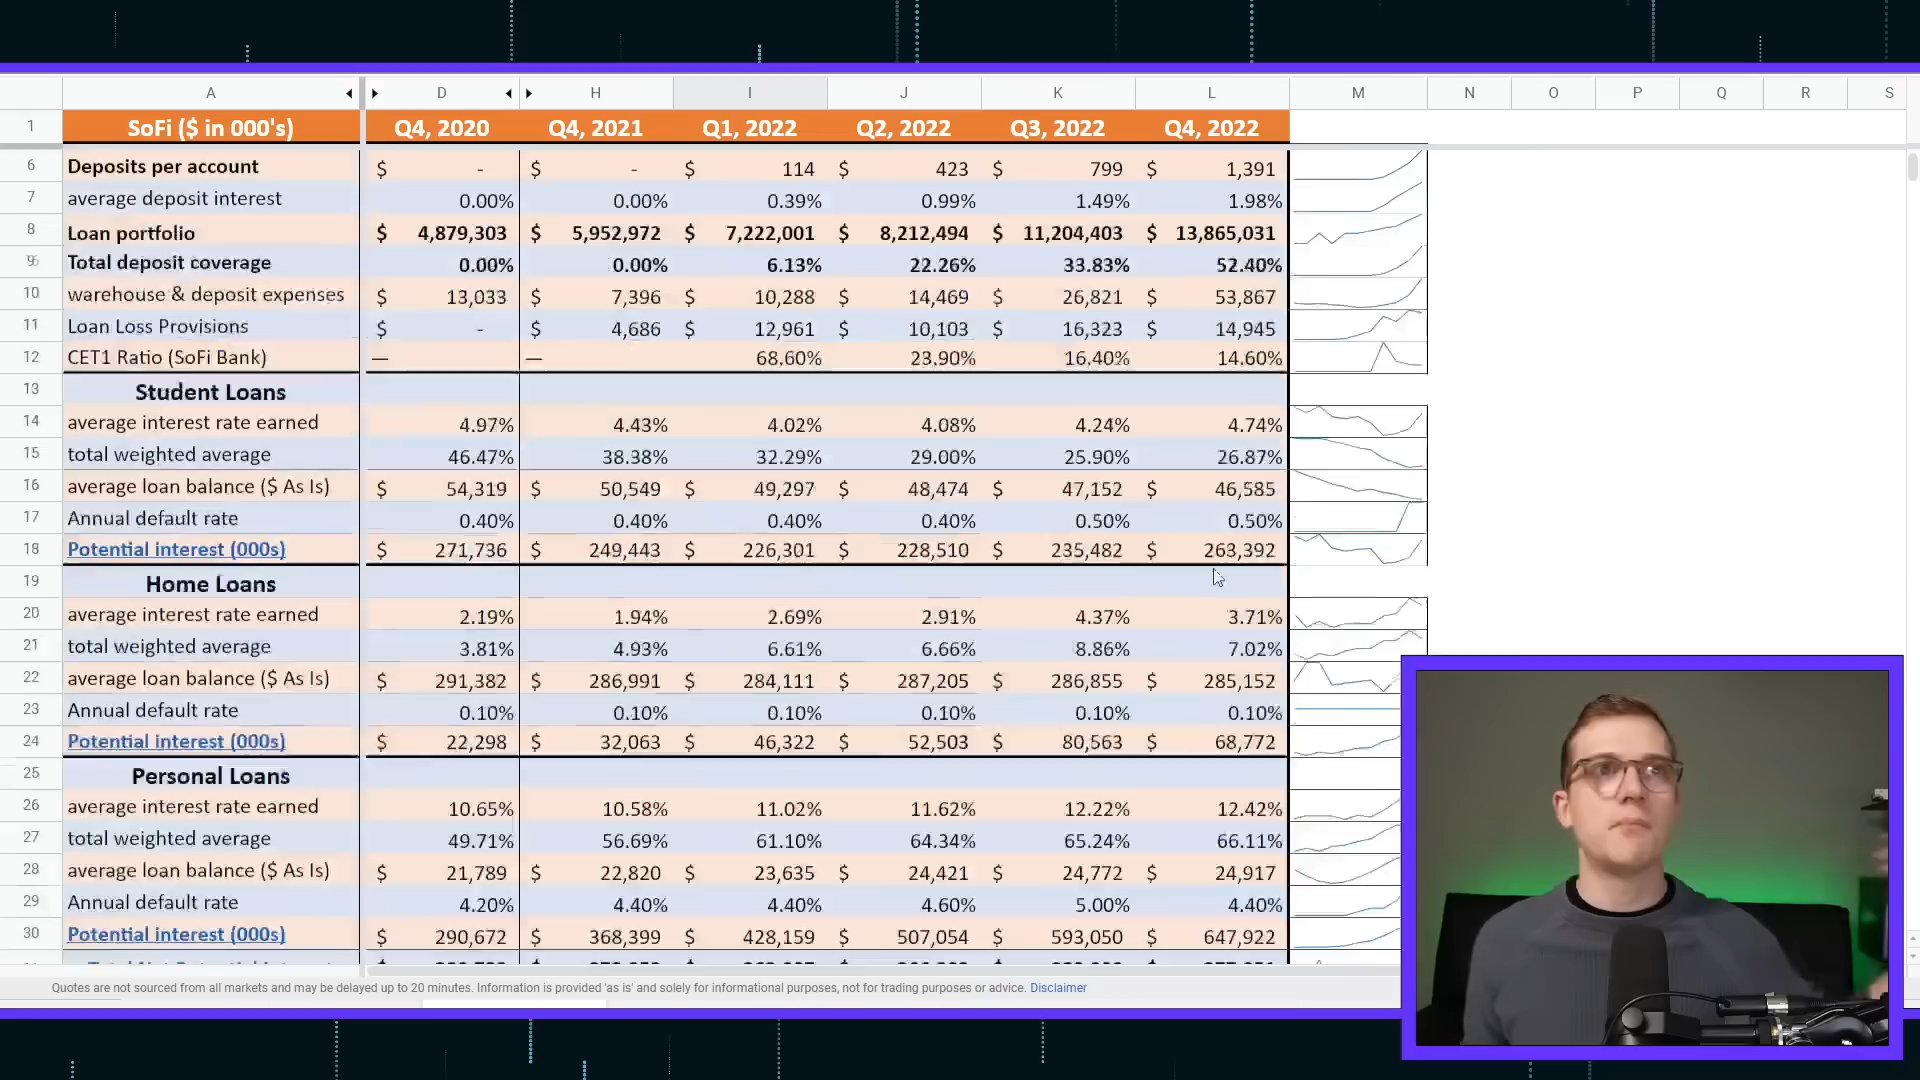 A D H I J K L M N O P Q R S
1 SoFi ($ in 000's) Q4, 2020 Q4, 2021 Q1, 2022 Q2, 2022 Q3, 2022 Q4, 2022
6 Deposits per account $ - $ - $ 114 $ 423 $ 799 $ 1,391
7 average deposit interest 0.00% 0.00% 0.39% 0.99% 1.49% 1.98%
8 Loan portfolio $ 4,879,303 $ 5,952,972 $ 7,222,001 $ 8,212,494 $ 11,204,403 $ 13,865,031
9 Total deposit coverage 0.00% 0.00% 6.13% 22.26% 33.83% 52.40%
10 warehouse & deposit expenses $ 13,033 $ 7,396 $ 10,288 $ 14,469 $ 26,821 $ 53,867
11 Loan Loss Provisions $ - $ 4,686 $ 12,961 $ 10,103 $ 16,323 $ 14,945
12 CET1 Ratio (SoFi Bank) — — 68.60% 23.90% 16.40% 14.60%
13 Student Loans
14 average interest rate earned 4.97% 4.43% 4.02% 4.08% 4.24% 4.74%
15 total weighted average 46.47% 38.38% 32.29% 29.00% 25.90% 26.87%
16 average loan balance ($ As Is) $ 54,319 $ 50,549 $ 49,297 $ 48,474 $ 47,152 $ 46,585
17 Annual default rate 0.40% 0.40% 0.40% 0.40% 0.50% 0.50%
18 Potential interest (000s) $ 271,736 $ 249,443 $ 226,301 $ 228,510 $ 235,482 $ 263,392
19 Home Loans
20 average interest rate earned 2.19% 1.94% 2.69% 2.91% 4.37% 3.71%
21 total weighted average 3.81% 4.93% 6.61% 6.66% 8.86% 7.02%
22 average loan balance ($ As Is) $ 291,382 $ 286,991 $ 284,111 $ 287,205 $ 286,855 $ 285,152
23 Annual default rate 0.10% 0.10% 0.10% 0.10% 0.10% 0.10%
24 Potential interest (000s) $ 22,298 $ 32,063 $ 46,322 $ 52,503 $ 80,563 $ 68,772
25 Personal Loans
26 average interest rate earned 10.65% 10.58% 11.02% 11.62% 12.22% 12.42%
27 total weighted average 49.71% 56.69% 61.10% 64.34% 65.24% 66.11%
28 average loan balance ($ As Is) $ 21,789 $ 22,820 $ 23,635 $ 24,421 $ 24,772 $ 24,917
29 Annual default rate 4.20% 4.40% 4.40% 4.60% 5.00% 4.40%
30 Potential interest (000s) $ 290,672 $ 368,399 $ 428,159 $ 507,054 $ 593,050 $ 647,922
Quotes are not sourced from all markets and may be delayed up to 20 minutes. Information is provided 'as is' and solely for informational purposes, not for trading purposes or advice. Disclaimer